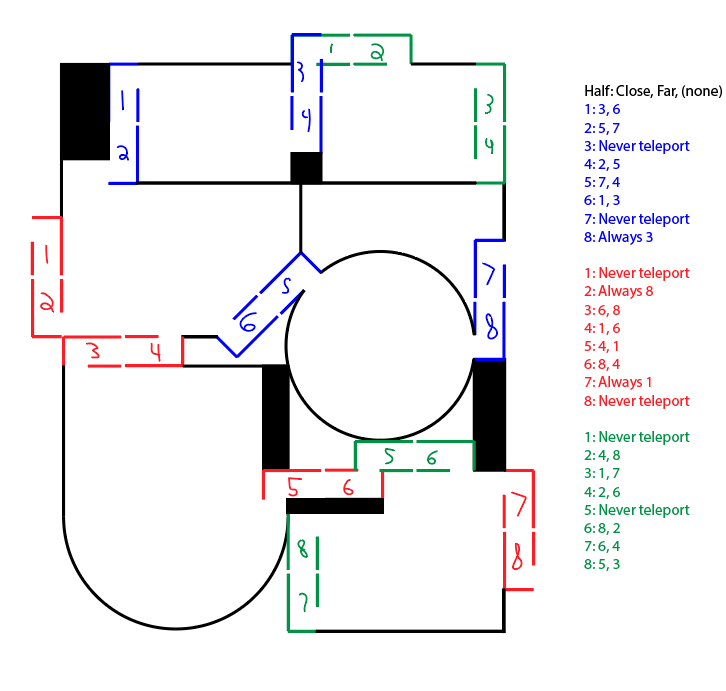 1 2
3
1
3
4
4
2
Half: Close, Far, (none)
1: 3, 6
2: 5, 7
3: Never teleport
4: 2, 5
5: 7, 4
6: 1, 3
7: Never teleport
8: Always 3
1
2
5
6
7
8
3 4
1: Never teleport
2: Always 8
3: 6, 8
4: 1, 6
5: 4, 1
6: 8, 4
7: Always 1
8: Never teleport
5 6
5 6
7
8
8
7
1: Never teleport
2: 4, 8
3: 1, 7
4: 2, 6
5: Never teleport
6: 8, 2
7: 6, 4
8: 5, 3